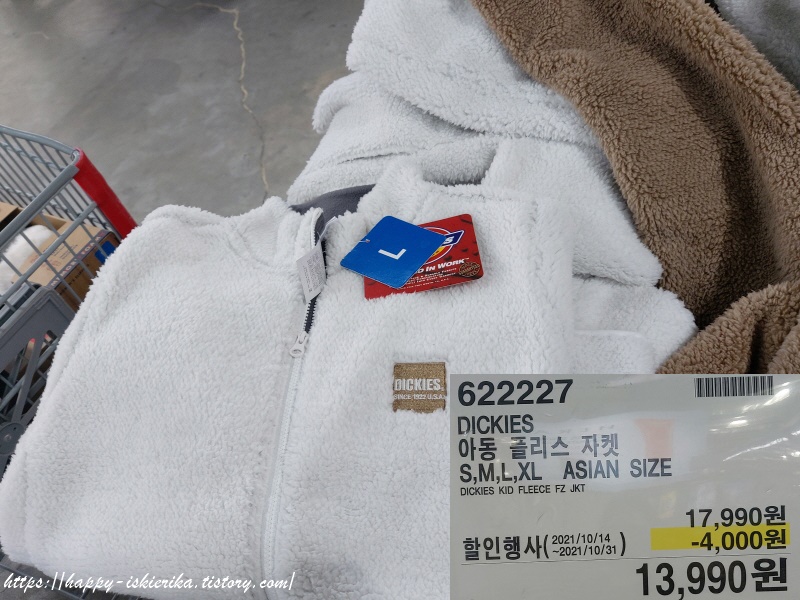 L
IN WORK™
DICKIES
SINCE 1922 U.S.A.
622227
DICKIES
아동 플리스 자켓
S,M,L,XL ASIAN SIZE
DICKIES KID FLEECE FZ JKT
17,990원
할인행사( 2021/10/14 ~2021/10/31 ) -4,000원
13,990원
https://happy-iskierika.tistory.com/